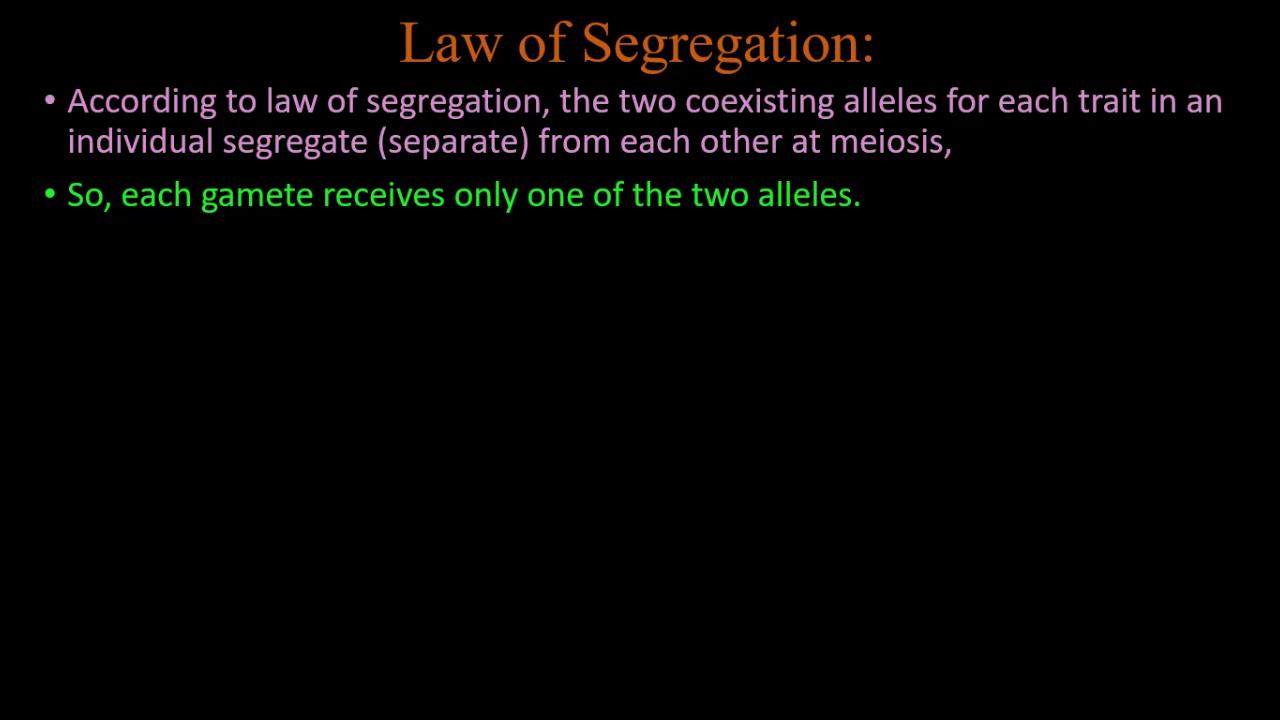 Law of Segregation:
• According to law of segregation, the two coexisting alleles for each trait in an
individual segregate (separate) from each other at meiosis,
• So, each gamete receives only one of the two alleles.